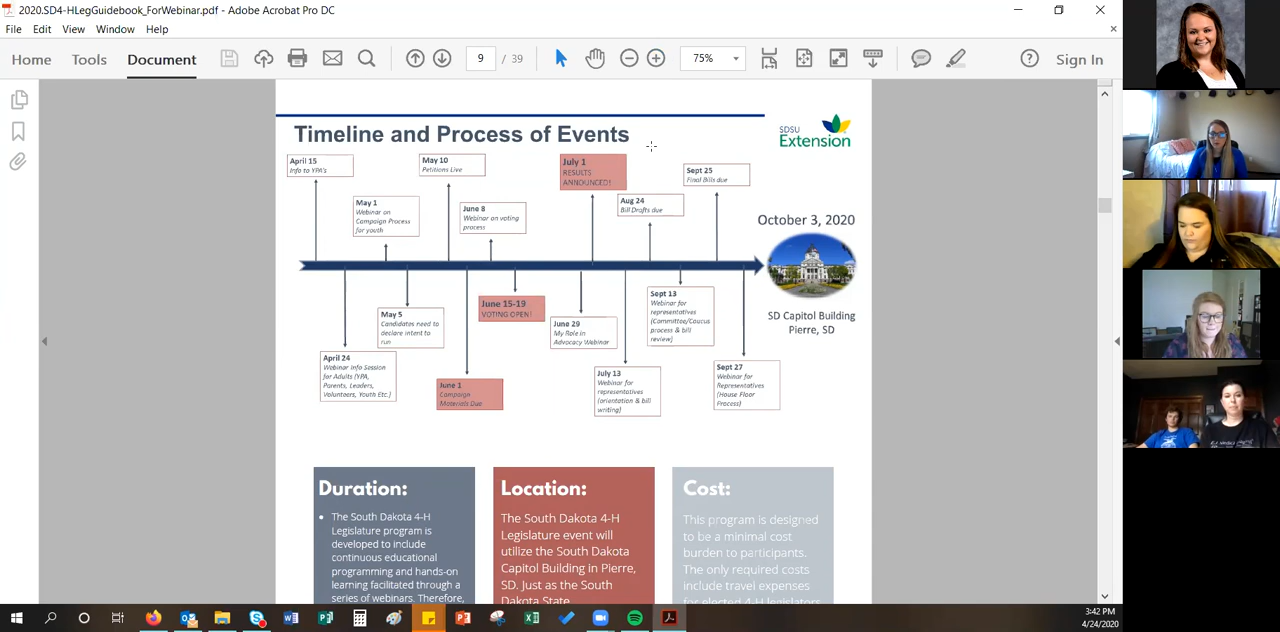 2020.SD4-HLegGuidebook_ForWebinar.pdf - Adobe Acrobat Pro DC
File Edit View Window Help
Home Tools Document 9 / 39 75% Sign In
Timeline and Process of Events
SDSU
Extension
April 15
Info to YPA's
May 1
Webinar on
Campaign Process
for youth
May 10
Petitions Live
June 8
Webinar on voting
process
July 1
RESULTS
ANNOUNCED!
Aug 24
Bill Drafts due
Sept 25
Final Bills due
October 3, 2020
SD Capitol Building
Pierre, SD
April 24
Webinar Info Session
for Adults (YPA,
Parents, Leaders,
Volunteers, Youth Etc.)
May 5
Candidates need to
declare intent to
run
June 1
Campaign
Materials Due
June 15-19
VOTING OPEN!
June 29
My Role in
Advocacy Webinar
July 13
Webinar for
representatives
(orientation & bill
writing)
Sept 13
Webinar for
representatives
(Committee/Caucus
process & bill
review)
Sept 27
Webinar for
Representatives
(House Floor
Process)
Duration:
• The South Dakota 4-H
Legislature program is
developed to include
continuous educational
programming and hands-on
learning facilitated through a
series of webinars. Therefore,
Location:
The South Dakota 4-H
Legislature event will
utilize the South Dakota
Capitol Building in Pierre,
SD. Just as the South
Dakota State
Cost:
This program is designed
to be a minimal cost
burden to participants.
The only required costs
include travel expenses
for elected 4-H legislators
3:42 PM
4/24/2020